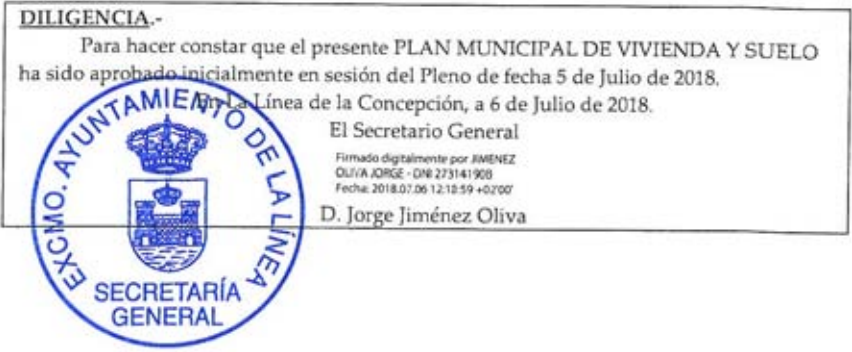 DILIGENCIA.-
Para hacer constar que el presente PLAN MUNICIPAL DE VIVIENDA Y SUELO
ha sido aprobado inicialmente en sesión del Pleno de fecha 5 de Julio de 2018.
En La Línea de la Concepción, a 6 de Julio de 2018.
El Secretario General
Firmado digitalmente por JIMENEZ
OLIVA JORGE - DNI 27314190B
Fecha: 2018.07.06 12:18:59 +02'00'
D. Jorge Jiménez Oliva
EXCMO. AYUNTAMIENTO DE LA LÍNEA
SECRETARÍA
GENERAL